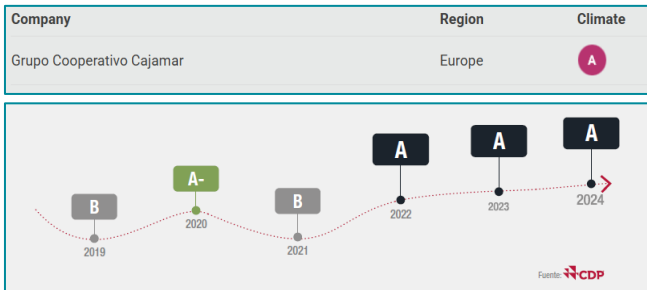 Company Region Climate
Grupo Cooperativo Cajamar Europe A
B
2019
A-
2020
B
2021
A
2022
A
2023
A
2024
Fuente: CDP